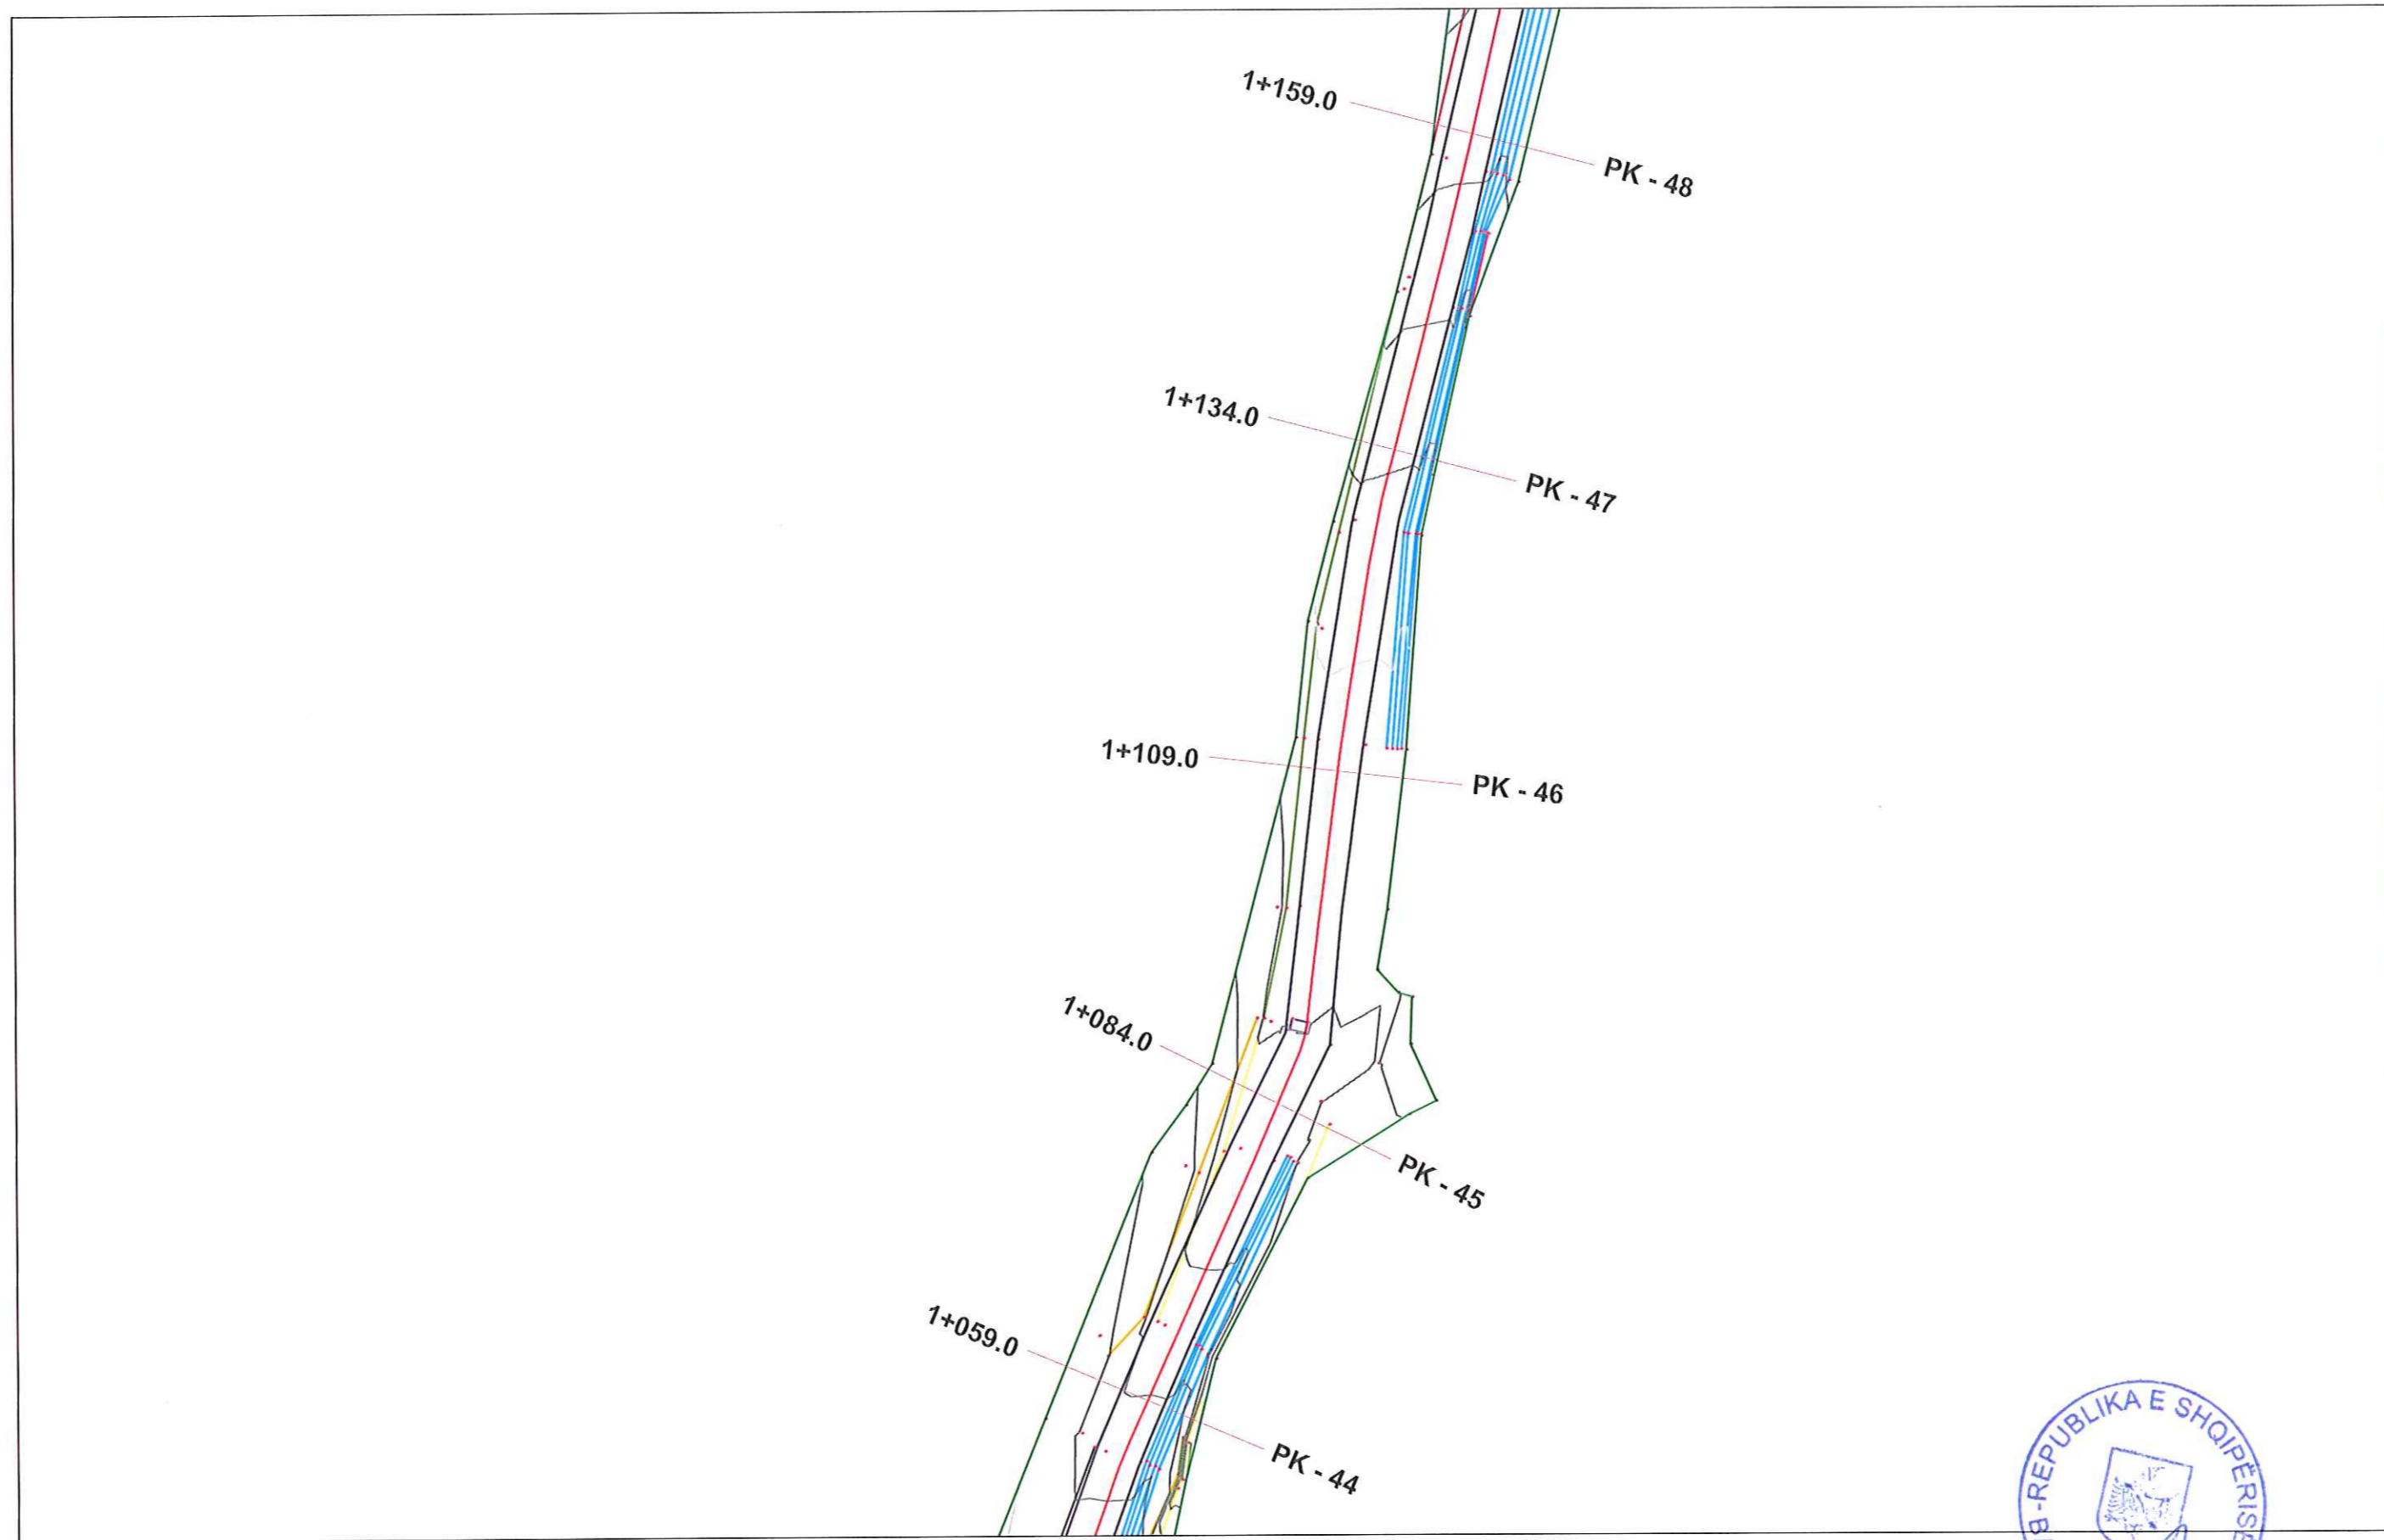 1+159.0
PK - 48
1+134.0
PK - 47
1+109.0
PK - 46
1+084.0
PK - 45
1+059.0
PK - 44
B - REPUBLIKA E SHQIPËRISË